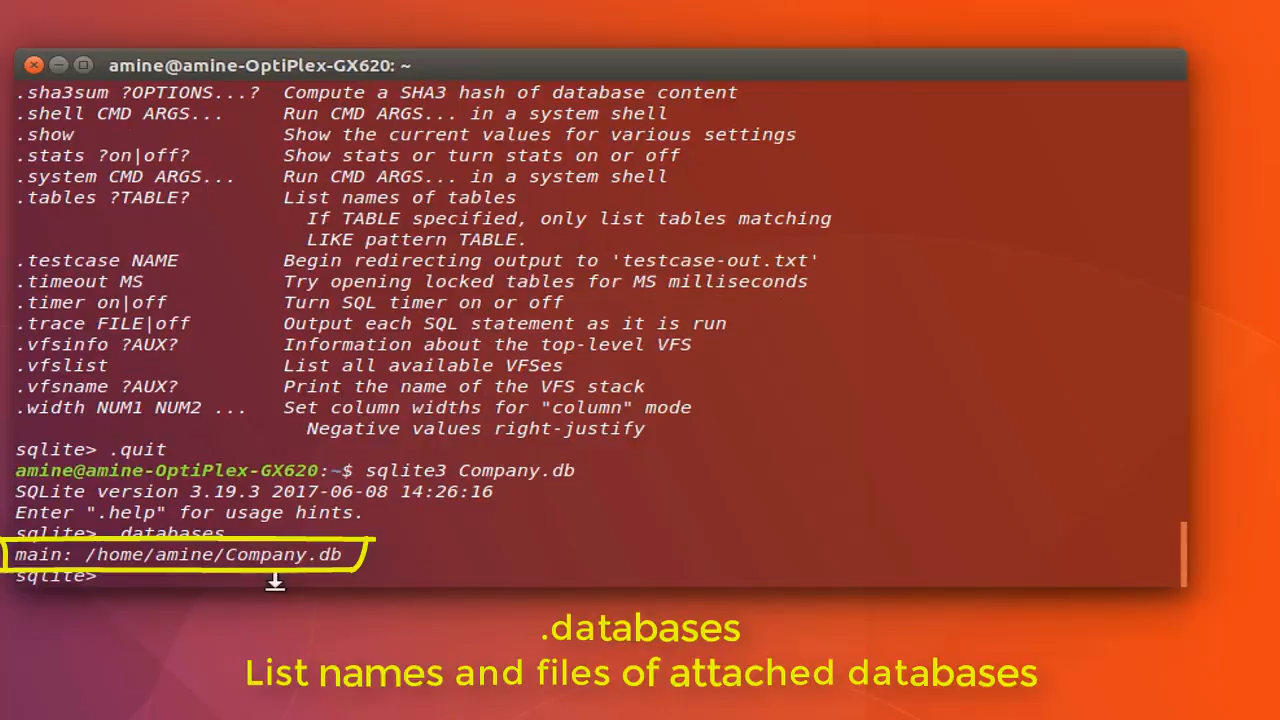 amine@amine-OptiPlex-GX620: ~
.sha3sum ?OPTIONS...?  Compute a SHA3 hash of database content
.shell CMD ARGS...     Run CMD ARGS... in a system shell
.show                  Show the current values for various settings
.stats ?on|off?        Show stats or turn stats on or off
.system CMD ARGS...    Run CMD ARGS... in a system shell
.tables ?TABLE?        List names of tables
If TABLE specified, only list tables matching
LIKE pattern TABLE.
.testcase NAME         Begin redirecting output to 'testcase-out.txt'
.timeout MS            Try opening locked tables for MS milliseconds
.timer on|off          Turn SQL timer on or off
.trace FILE|off        Output each SQL statement as it is run
.vfsinfo ?AUX?         Information about the top-level VFS
.vfslist               List all available VFSes
.vfsname ?AUX?         Print the name of the VFS stack
.width NUM1 NUM2 ...   Set column widths for "column" mode
Negative values right-justify
sqlite> .quit
amine@amine-OptiPlex-GX620:~$ sqlite3 Company.db
SQLite version 3.19.3 2017-06-08 14:26:16
Enter ".help" for usage hints.
sqlite> .databases
main: /home/amine/Company.db
sqlite>
.databases
List names and files of attached databases